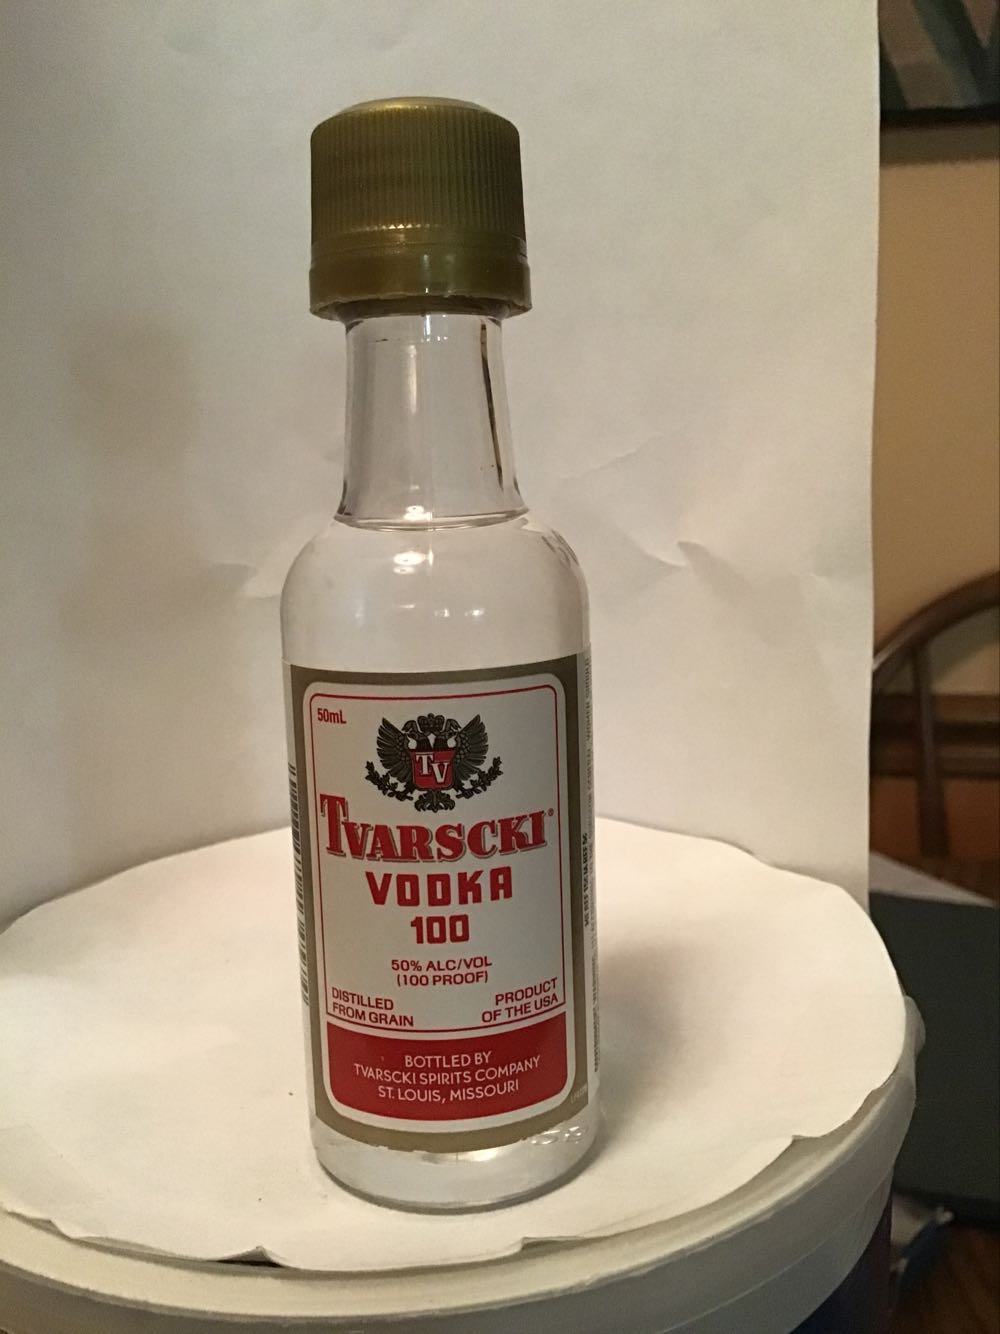 50mL
TV
TVARSCKI®
VODKA
100
50% ALC/VOL
(100 PROOF)
DISTILLED
FROM GRAIN
PRODUCT
OF THE USA
BOTTLED BY
TVARSCKI SPIRITS COMPANY
ST. LOUIS, MISSOURI